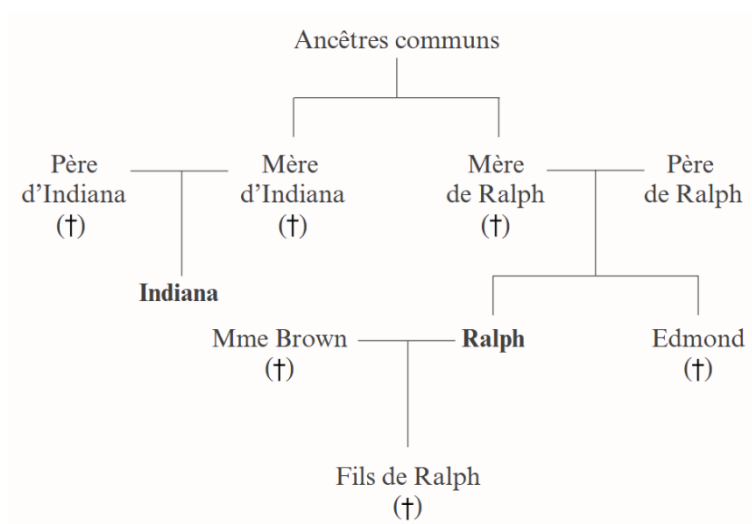 Ancêtres communs
Père
d'Indiana
(†)
Mère
d'Indiana
(†)
Mère
de Ralph
(†)
Père
de Ralph
Indiana
Mme Brown
(†)
Ralph
Edmond
(†)
Fils de Ralph
(†)